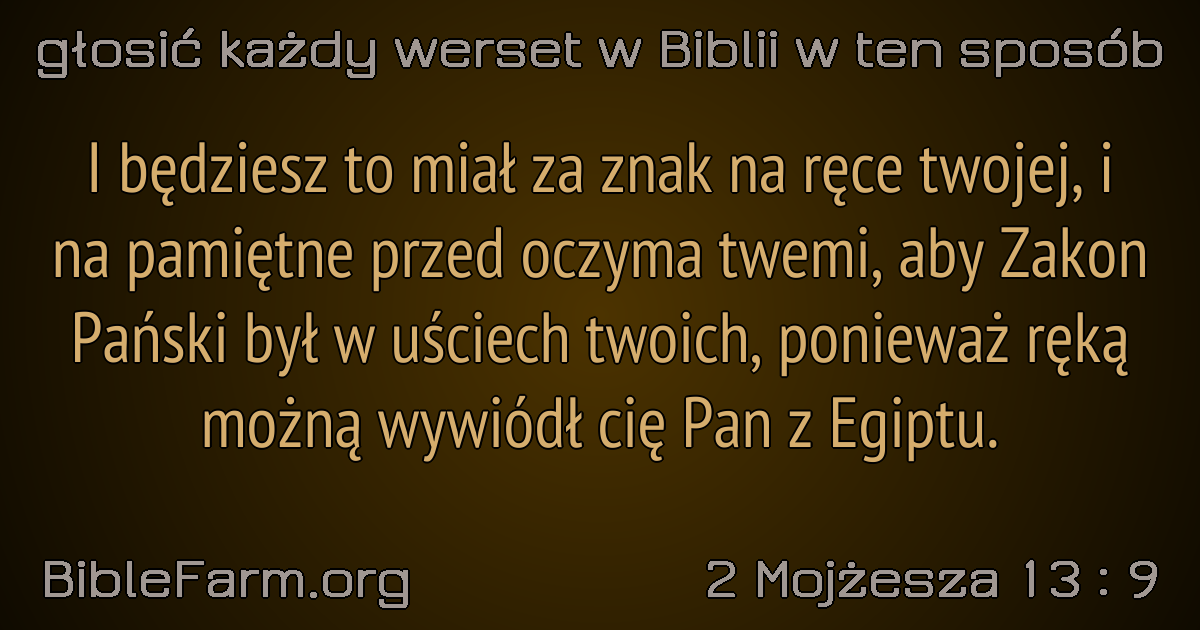 głosić każdy werset w Biblii w ten sposób
I będziesz to miał za znak na ręce twojej, i
na pamiętne przed oczyma twemi, aby Zakon
Pański był w uściech twoich, ponieważ ręką
możną wywiódł cię Pan z Egiptu.
BibleFarm.org
2 Mojżesza 13 : 9